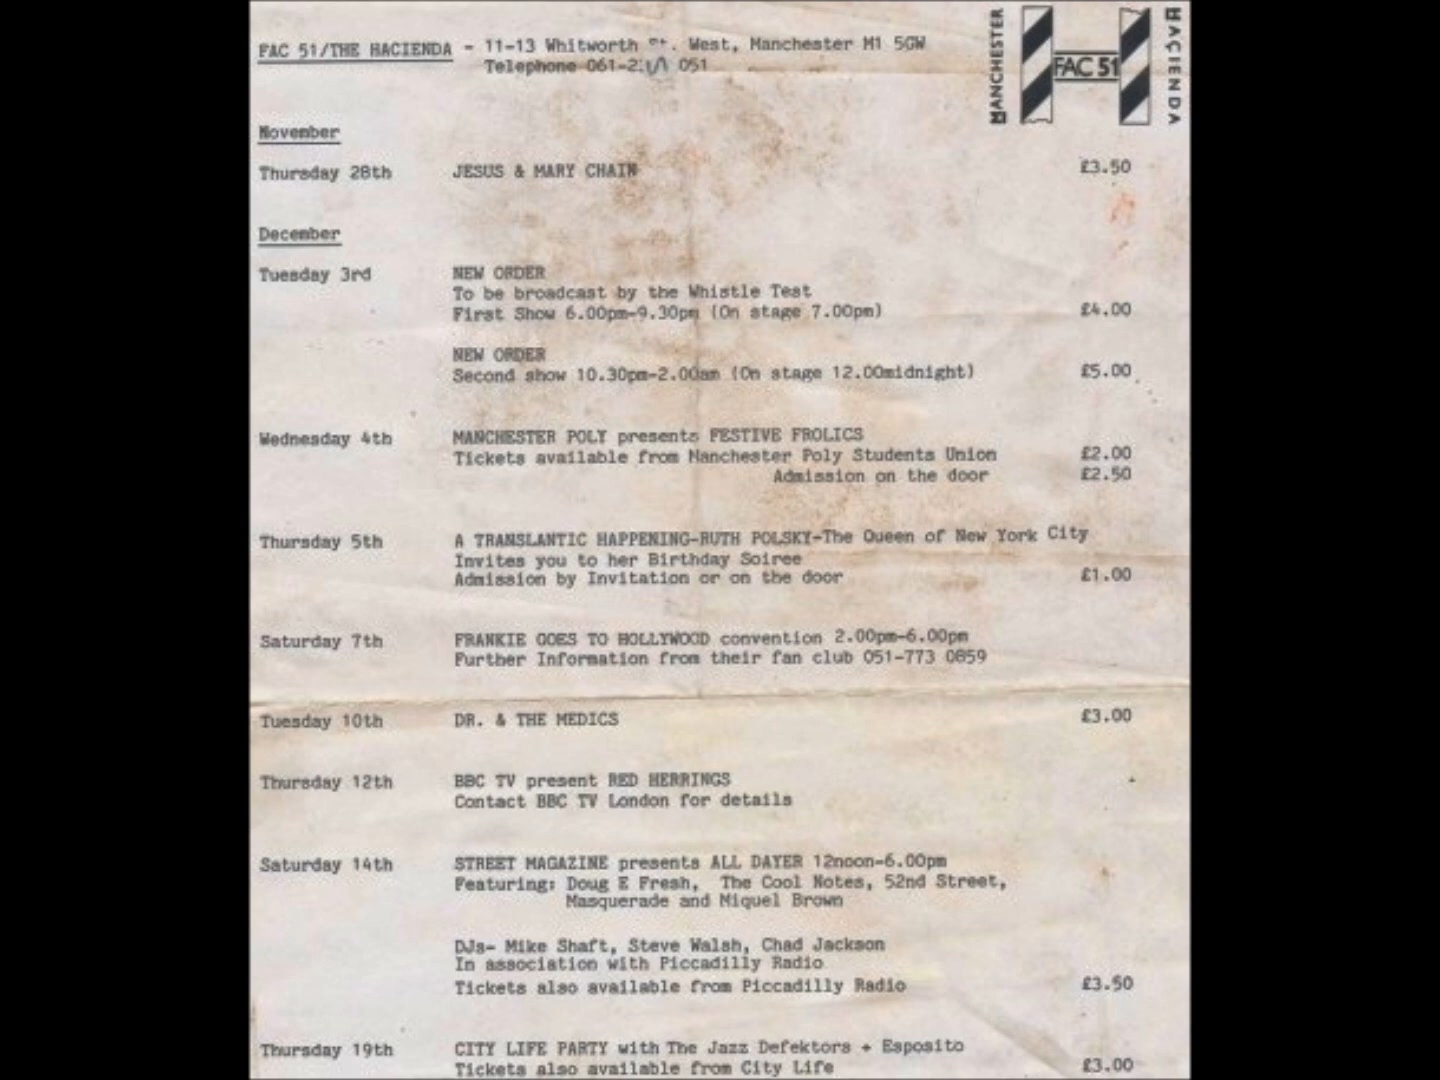 FAC 51/THE HACIENDA - 11-13 Whitworth St. West, Manchester M1 5GW
Telephone 061-2 051
MANCHESTER
FAC 51
HAÇIENDA
November
Thursday 28th JESUS & MARY CHAIN £3.50
December
Tuesday 3rd NEW ORDER
To be broadcast by the Whistle Test
First Show 6.00pm-9.30pm (On stage 7.00pm) £4.00
NEW ORDER
Second show 10.30pm-2.00am (On stage 12.00midnight) £5.00
Wednesday 4th MANCHESTER POLY presents FESTIVE FROLICS
Tickets available from Manchester Poly Students Union £2.00
Admission on the door £2.50
Thursday 5th A TRANSLANTIC HAPPENING-RUTH POLSKY-The Queen of New York City
Invites you to her Birthday Soiree
Admission by Invitation or on the door £1.00
Saturday 7th FRANKIE GOES TO HOLLYWOOD convention 2.00pm-6.00pm
Further Information from their fan club 051-773 0859
Tuesday 10th DR. & THE MEDICS £3.00
Thursday 12th BBC TV present RED HERRINGS
Contact BBC TV London for details
Saturday 14th STREET MAGAZINE presents ALL DAYER 12noon-6.00pm
Featuring: Doug E Fresh, The Cool Notes, 52nd Street,
Masquerade and Miquel Brown
DJs- Mike Shaft, Steve Walsh, Chad Jackson
In association with Piccadilly Radio
Tickets also available from Piccadilly Radio £3.50
Thursday 19th CITY LIFE PARTY with The Jazz Defektors + Esposito
Tickets also available from City Life £3.00